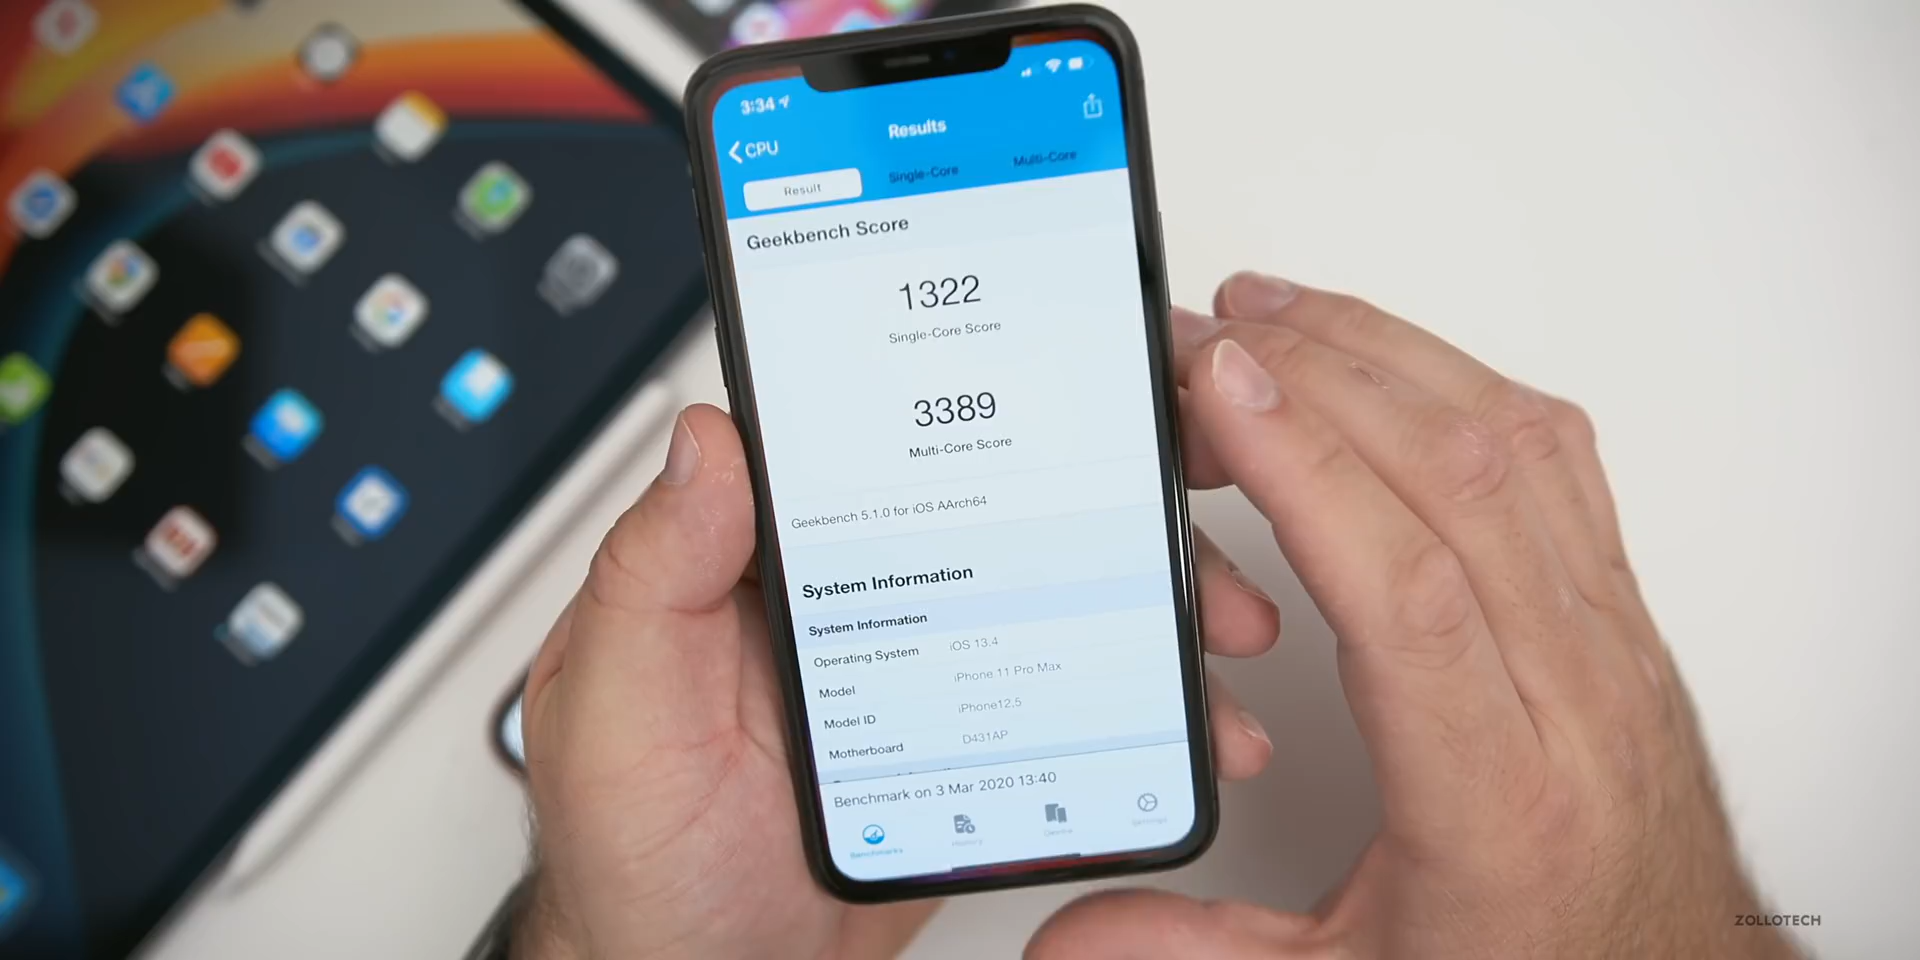 3:34
CPU
Results
Result
Single-Core
Multi-Core
Geekbench Score
1322
Single-Core Score
3389
Multi-Core Score
Geekbench 5.1.0 for iOS AArch64
System Information
System Information
Operating System iOS 13.4
Model iPhone 11 Pro Max
Model ID iPhone12,5
Motherboard D431AP
Benchmark on 3 Mar 2020 13:40
Benchmarks
Settings
ZOLLOTECH